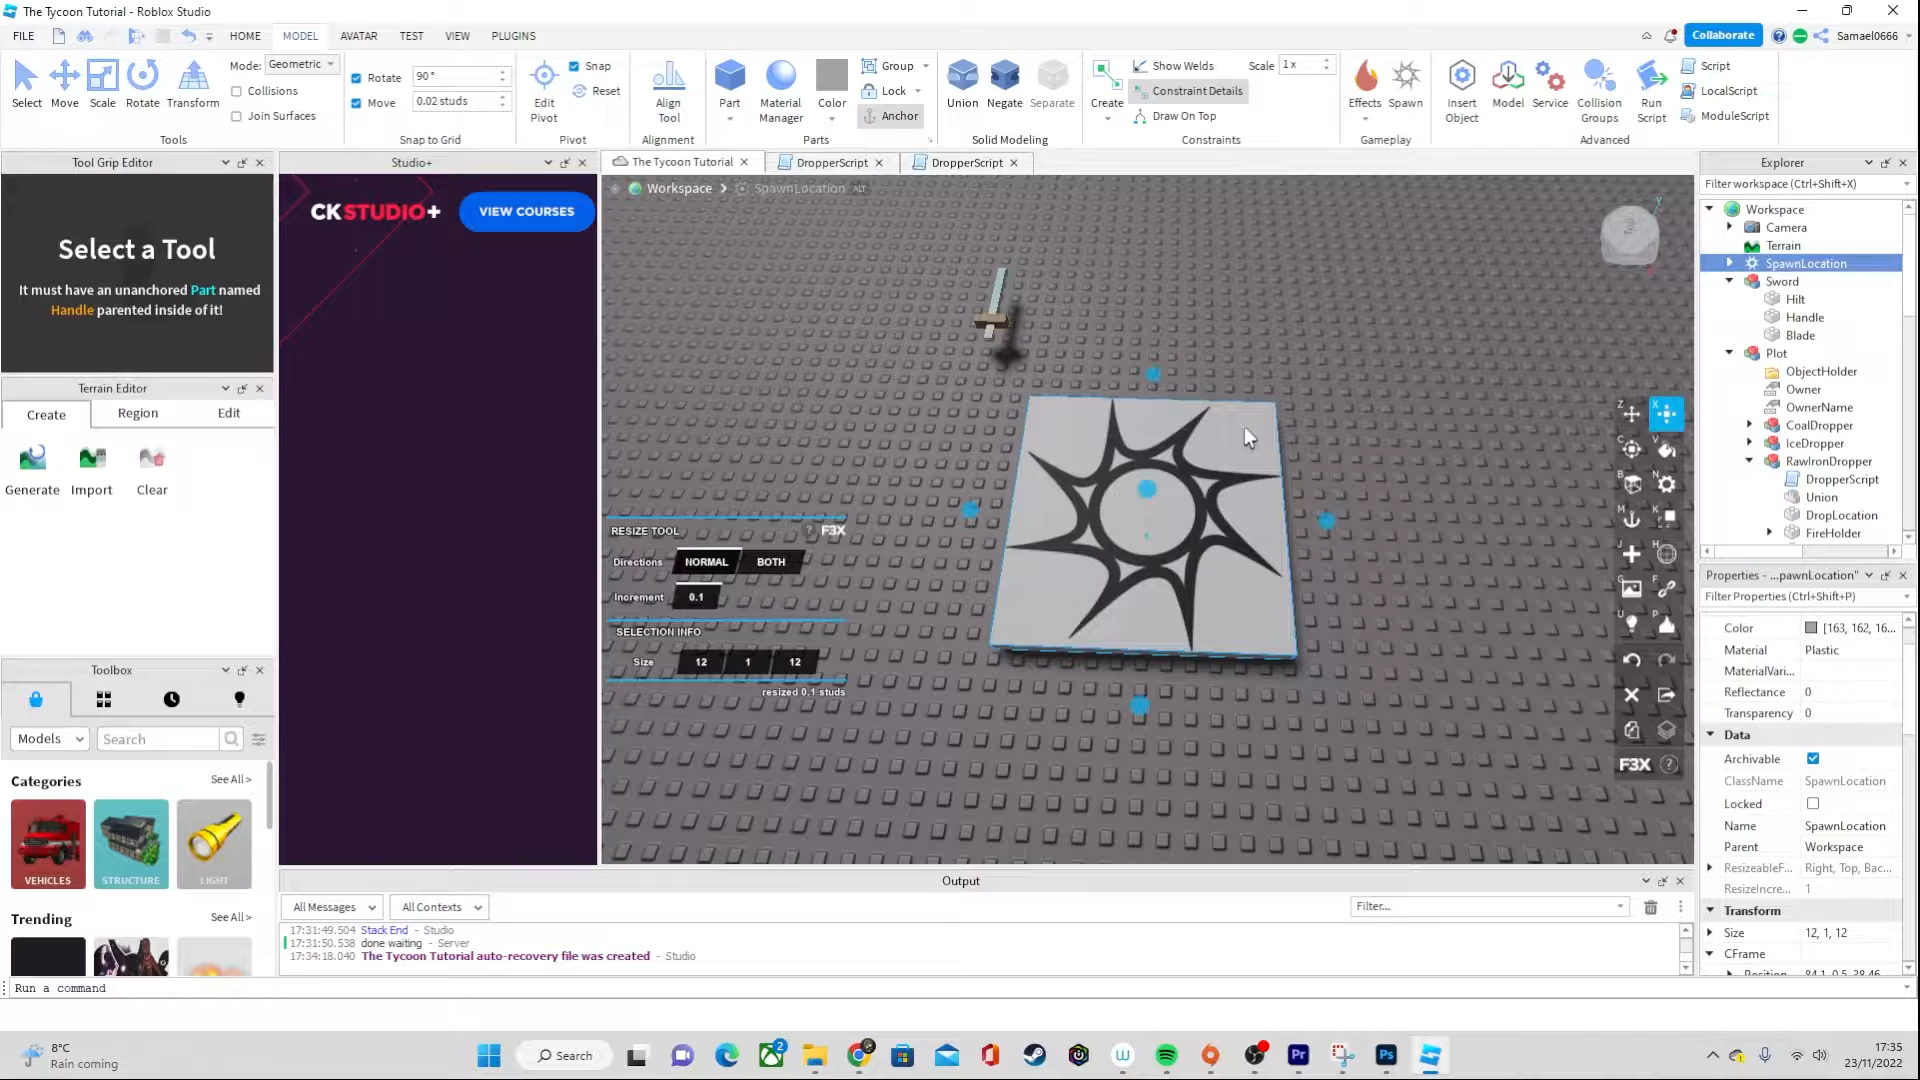 The Tycoon Tutorial - Roblox Studio
FILE HOME MODEL AVATAR TEST VIEW PLUGINS Collaborate Samael0666
Select Move Scale Rotate Transform
Mode: Geometric
Collisions
Join Surfaces
Tools
Rotate 90°
Move 0.02 studs
Snap to Grid
Edit Pivot
Snap
Reset
Pivot
Align Tool
Alignment
Part
Material Manager
Color
Group
Lock
Anchor
Parts
Union Negate Separate
Solid Modeling
Create
Show Welds
Scale 1 x
Constraint Details
Draw On Top
Constraints
Effects Spawn
Gameplay
Insert Object
Model
Service
Collision Groups
Run Script
Script
LocalScript
ModuleScript
Advanced
Tool Grip Editor
Select a Tool
It must have an unanchored Part named
Handle parented inside of it!
Terrain Editor
Create Region Edit
Generate Import Clear
Toolbox
Models Search
Categories See All >
VEHICLES STRUCTURE LIGHT
Trending See All >
Studio+
CKSTUDIO+ VIEW COURSES
The Tycoon Tutorial DropperScript DropperScript
Workspace SpawnLocation ALT
RESIZE TOOL ? F3X
Directions NORMAL BOTH
Increment 0.1
SELECTION INFO
Size 12 1 12
resized 0.1 studs
Z X
C V
B N
M K
J H
G F
U P
F3X ?
Explorer
Filter workspace (Ctrl+Shift+X)
Workspace
Camera
Terrain
SpawnLocation
Sword
Hilt
Handle
Blade
Plot
ObjectHolder
Owner
OwnerName
CoalDropper
IceDropper
RawIronDropper
DropperScript
Union
DropLocation
FireHolder
Properties - ...pawnLocation"
Filter Properties (Ctrl+Shift+P)
Color [163, 162, 16...
Material Plastic
MaterialVari...
Reflectance 0
Transparency 0
Data
Archivable
ClassName SpawnLocation
Locked
Name SpawnLocation
Parent Workspace
ResizeableF... Right, Top, Bac...
ResizeIncre... 1
Transform
Size 12, 1, 12
CFrame
Output
All Messages All Contexts Filter...
17:31:49.504 Stack End - Studio
17:31:50.538 done waiting - Server
17:34:18.040 The Tycoon Tutorial auto-recovery file was created - Studio
Run a command
8°C
Rain coming
Search
17:35
23/11/2022